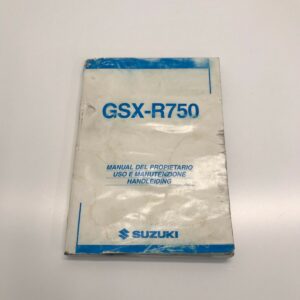 GSX-R750
MANUAL DEL PROPIETARIO
USO E MANUTENZIONE
HANDLEIDING
SUZUKI